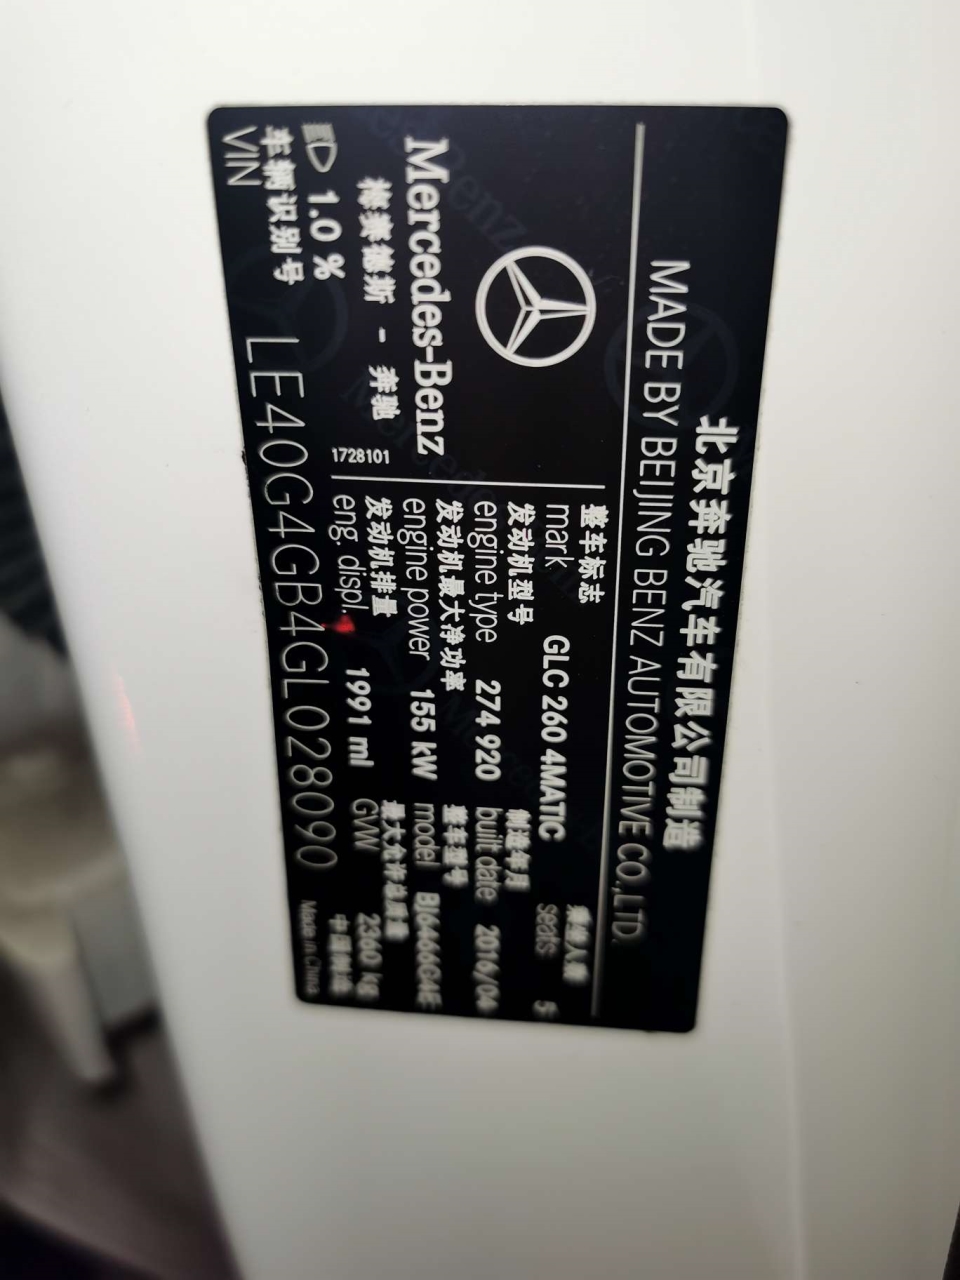 北京奔驰汽车有限公司制造
MADE BY BEIJING BENZ AUTOMOTIVE CO.,LTD.
Mercedes-Benz
梅赛德斯 - 奔驰
1.0 %
1728101
整车标志
mark GLC 260 4MATIC
乘坐人数
seats 5
发动机型号
engine type 274 920
制造年月
built date 2016/04
发动机最大净功率
engine power 155 kW
整车型号
model BJ6466G4E
发动机排量
eng. displ. 1991 ml
最大允许总质量
GVW 2360 kg
车辆识别号
VIN LE40G4GB4GL028090
中国制造
Made in China